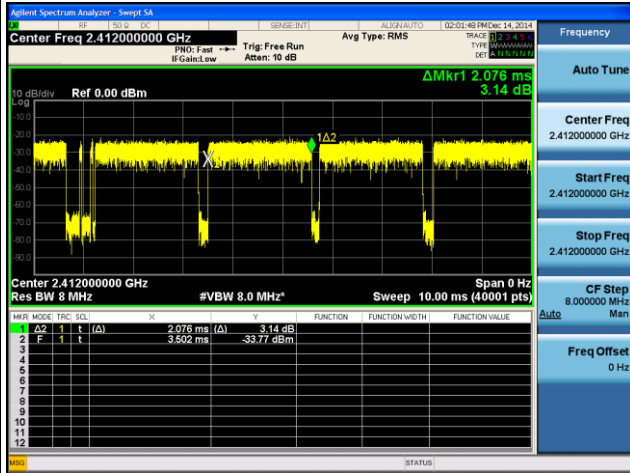 Agilent Spectrum Analyzer - Swept SA
RF 50 Ω DC SENSE:INT ALIGNAUTO 02:01:48 PM Dec 14, 2014
Center Freq 2.412000000 GHz
PNO: Fast
IFGain:Low
Trig: Free Run
Atten: 10 dB
Avg Type: RMS
TRACE 1 2 3 4 5 6
TYPE
DET A N N N N N
ΔMkr1 2.076 ms
3.14 dB
10 dB/div Ref 0.00 dBm
Log
-10.0
-20.0
-30.0
-40.0
-50.0
-60.0
-70.0
-80.0
-90.0
1Δ2
Center 2.412000000 GHz Span 0 Hz
Res BW 8 MHz #VBW 8.0 MHz* Sweep 10.00 ms (40001 pts)
MKR MODE TRC SCL X Y FUNCTION FUNCTION WIDTH FUNCTION VALUE
1 Δ2 1 t (Δ) 2.076 ms (Δ) 3.14 dB
2 F 1 t 3.502 ms -33.77 dBm
3
4
5
6
7
8
9
10
11
12
MSG STATUS
Frequency
Auto Tune
Center Freq
2.412000000 GHz
Start Freq
2.412000000 GHz
Stop Freq
2.412000000 GHz
CF Step
8.000000 MHz
Auto Man
Freq Offset
0 Hz